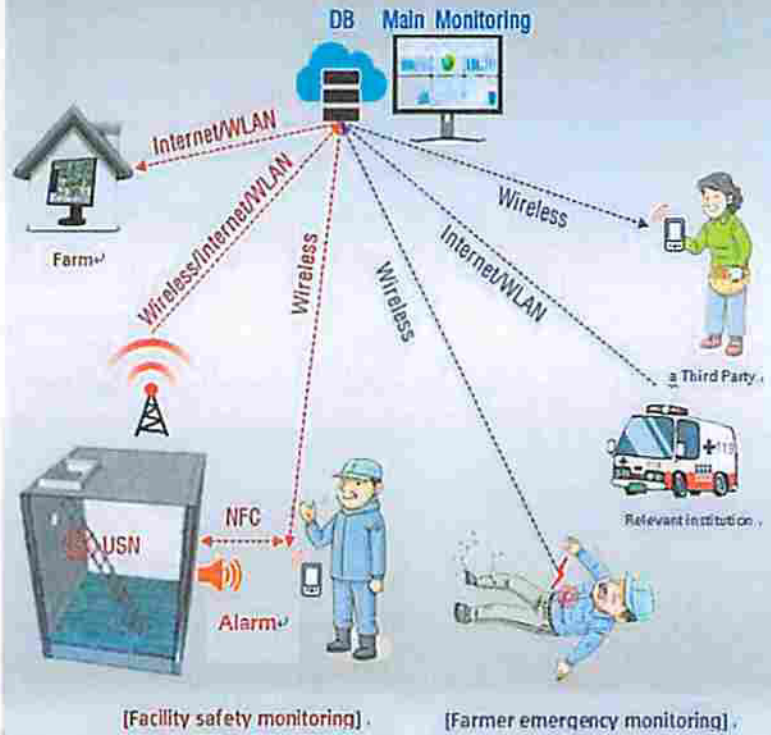 DB Main Monitoring
Internet/WLAN
Wireless/Internet/WLAN
Wireless
Wireless
Internet/WLAN
Wireless
Farm
a Third Party.
119
Relevant institution.
USN
NFC
Alarm
[Facility safety monitoring].
[Farmer emergency monitoring].